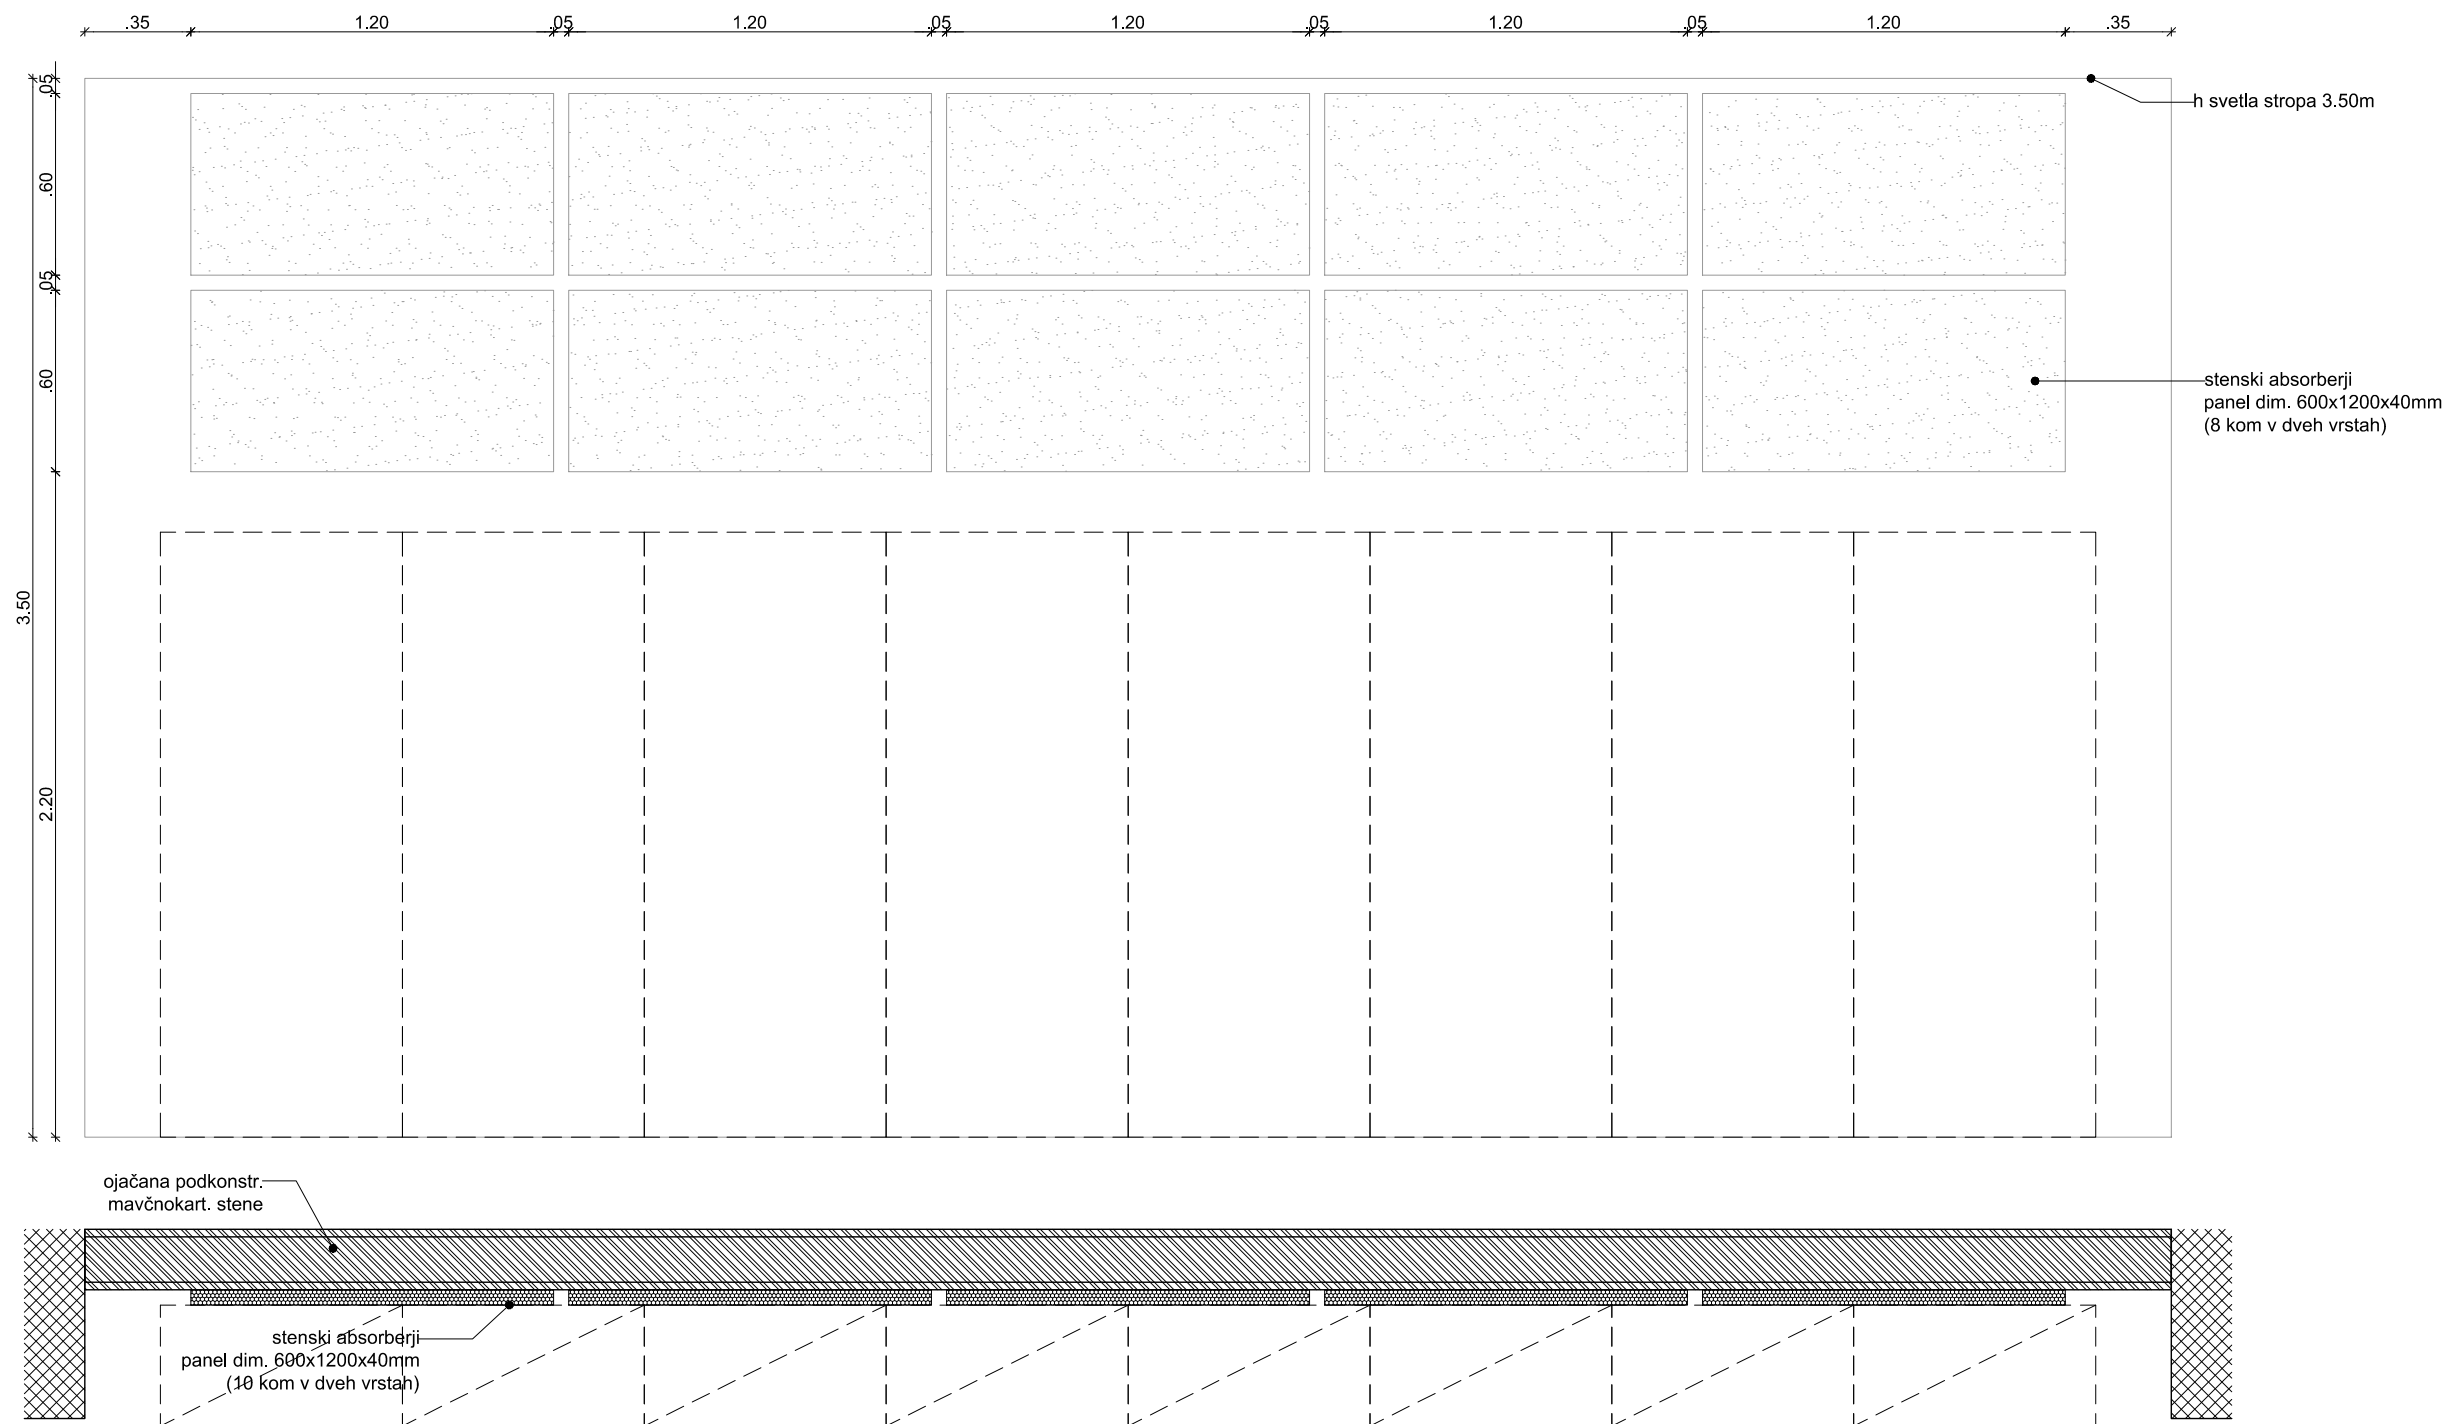 .35 1.20 .05 1.20 .05 1.20 .05 1.20 .05 1.20 .35
.05
h svetla stropa 3.50m
.60
.05
.60
stenski absorberji
panel dim. 600x1200x40mm
(8 kom v dveh vrstah)
3.50
2.20
ojačana podkonstr.
mavčnokart. stene
stenski absorberji
panel dim. 600x1200x40mm
(10 kom v dveh vrstah)